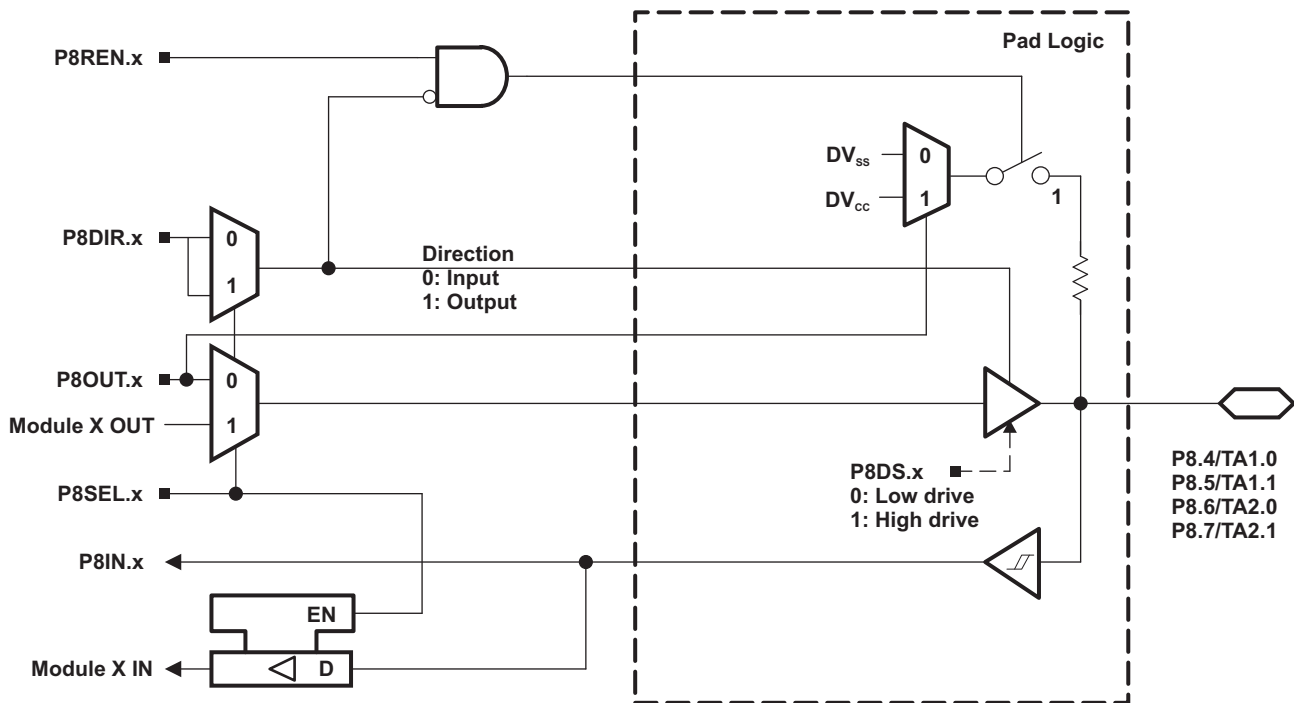 Pad Logic
P8REN.x
DVSS
0
DVCC
1
1
P8DIR.x
0
1
Direction
0: Input
1: Output
P8OUT.x
0
Module X OUT
1
P8DS.x
0: Low drive
1: High drive
P8.4/TA1.0
P8.5/TA1.1
P8.6/TA2.0
P8.7/TA2.1
P8SEL.x
P8IN.x
EN
Module X IN
D